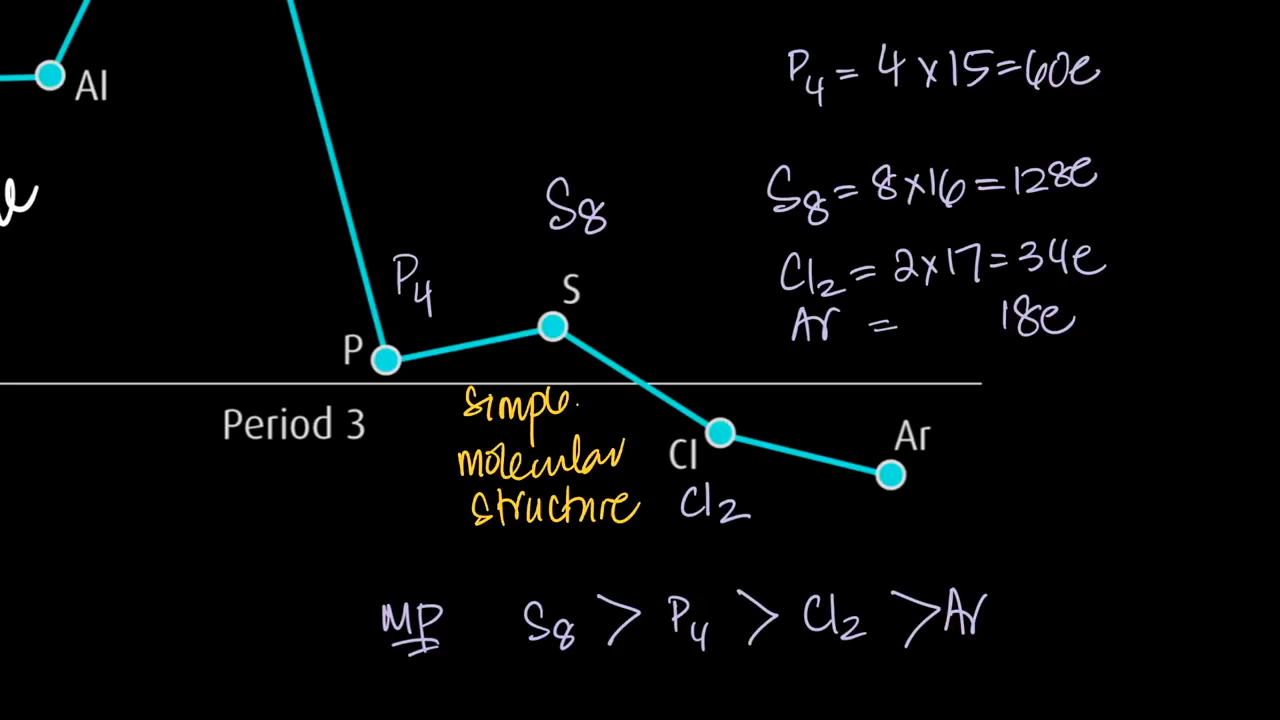 P₄ = 4 × 15 = 60e
Al
S₈ = 8 × 16 = 128e
S₈
P₄
Cl₂ = 2 × 17 = 34e
S
Ar = 18e
P
simple
Period 3
molecular
Cl
Ar
structure
Cl₂
MP S₈ > P₄ > Cl₂ > Ar